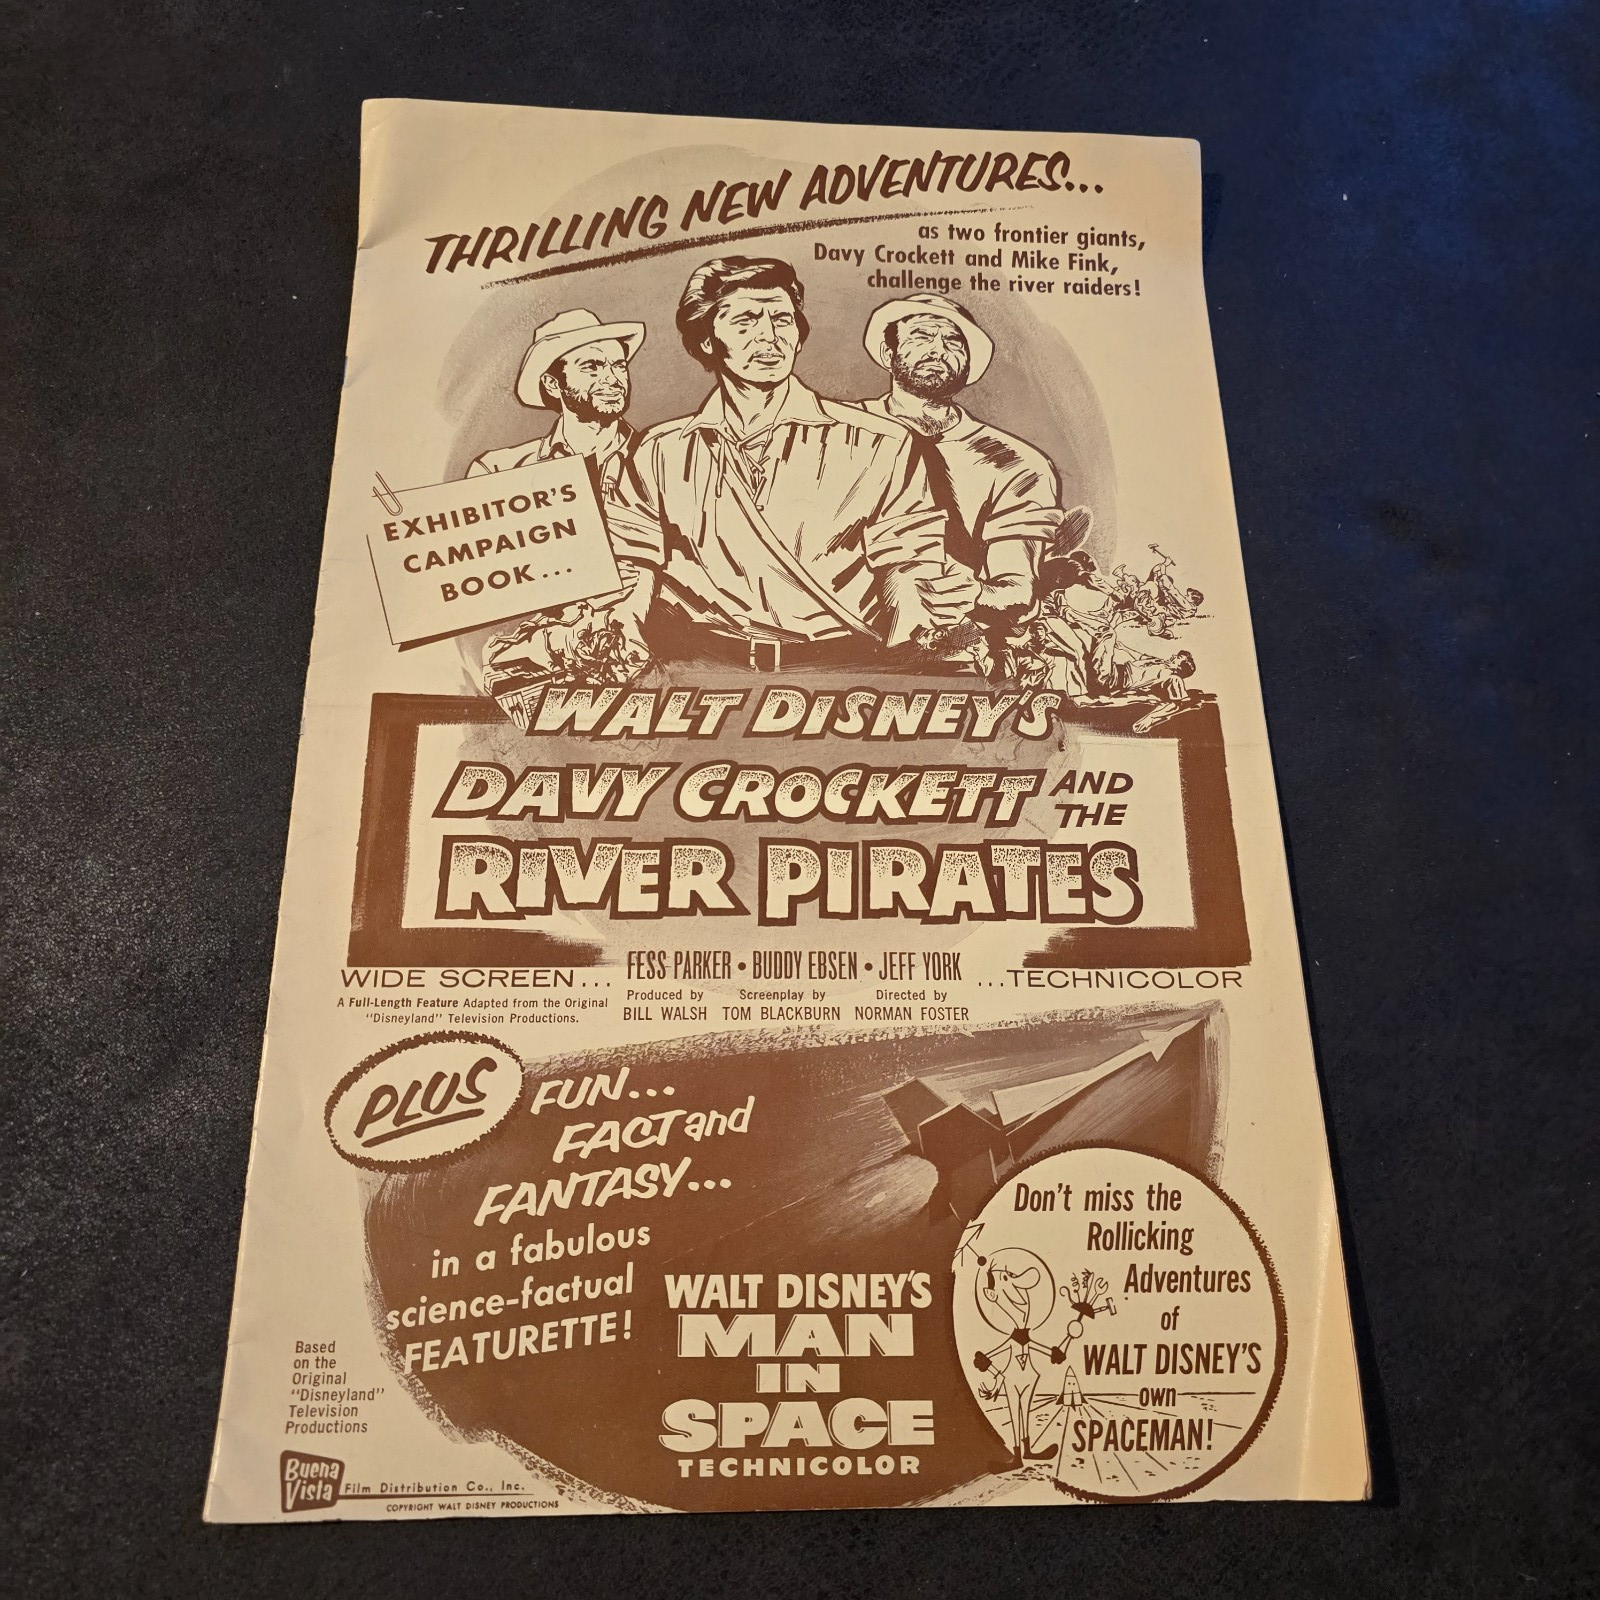 THRILLING NEW ADVENTURES...
as two frontier giants,
Davy Crockett and Mike Fink,
challenge the river raiders!
EXHIBITOR'S
CAMPAIGN
BOOK...
WALT DISNEY'S
DAVY CROCKETT AND THE
RIVER PIRATES
WIDE SCREEN... FESS PARKER • BUDDY EBSEN • JEFF YORK ...TECHNICOLOR
A Full-Length Feature Adapted from the Original
"Disneyland" Television Productions.
Produced by Screenplay by Directed by
BILL WALSH TOM BLACKBURN NORMAN FOSTER
PLUS
FUN...
FACT and
FANTASY...
in a fabulous
science-factual
FEATURETTE!
WALT DISNEY'S
MAN
IN
SPACE
TECHNICOLOR
Don't miss the
Rollicking
Adventures
of
WALT DISNEY'S
own
SPACEMAN!
Based
on the
Original
"Disneyland"
Television
Productions
Buena
Vista
Film Distribution Co., Inc.
COPYRIGHT WALT DISNEY PRODUCTIONS